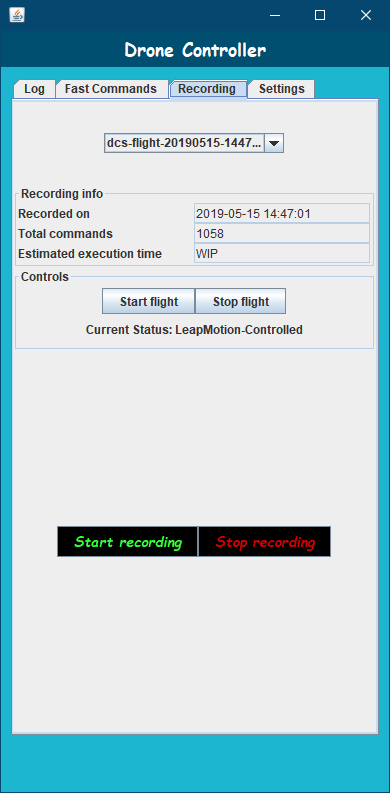 Drone Controller
Log Fast Commands Recording Settings
dcs-flight-20190515-1447...
Recording info
Recorded on 2019-05-15 14:47:01
Total commands 1058
Estimated execution time WIP
Controls
Start flight Stop flight
Current Status: LeapMotion-Controlled
Start recording Stop recording